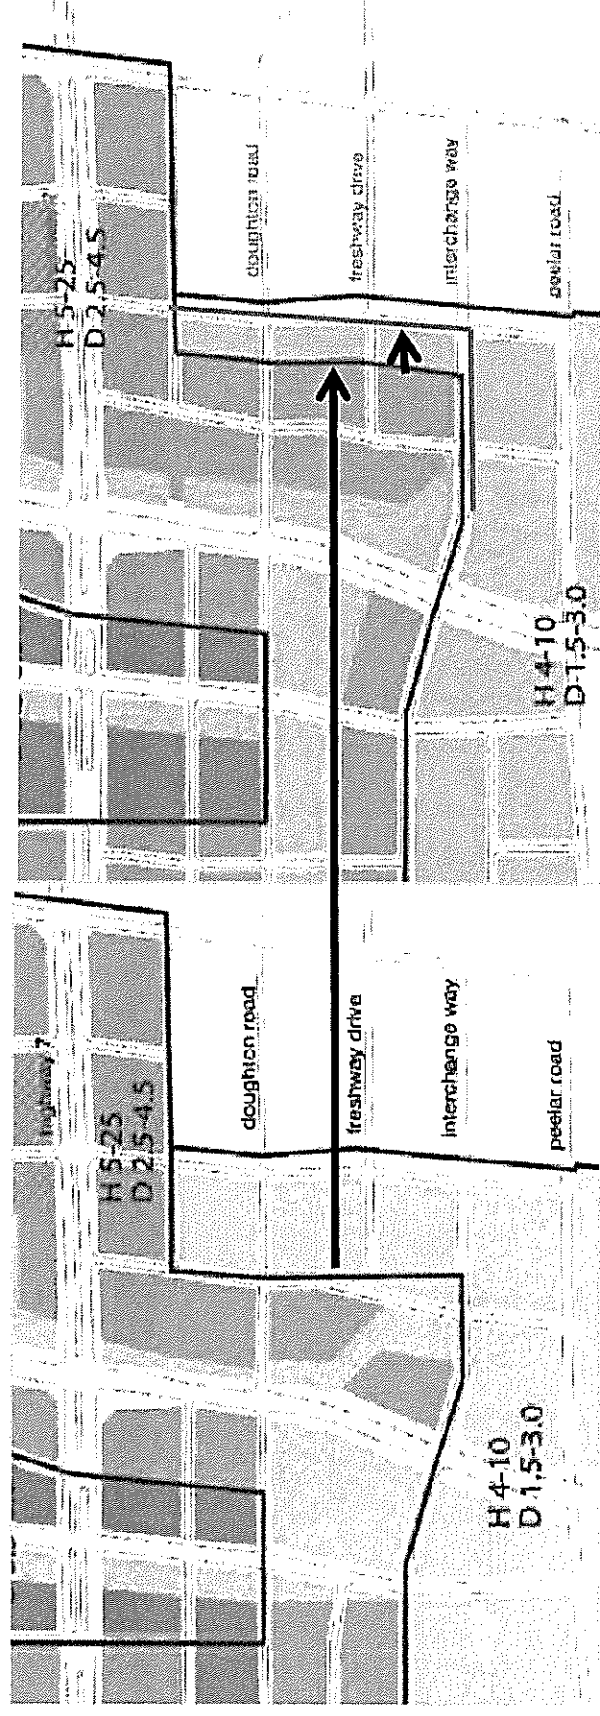 H 5-25
D 2.5-4.5
doughton road
freshway drive
interchange way
peelar road
H 4-10
D 1.5-3.0
highway 7
H 5-25
D 2.5-4.5
doughton road
freshway drive
interchange way
peelar road
H 4-10
D 1.5-3.0